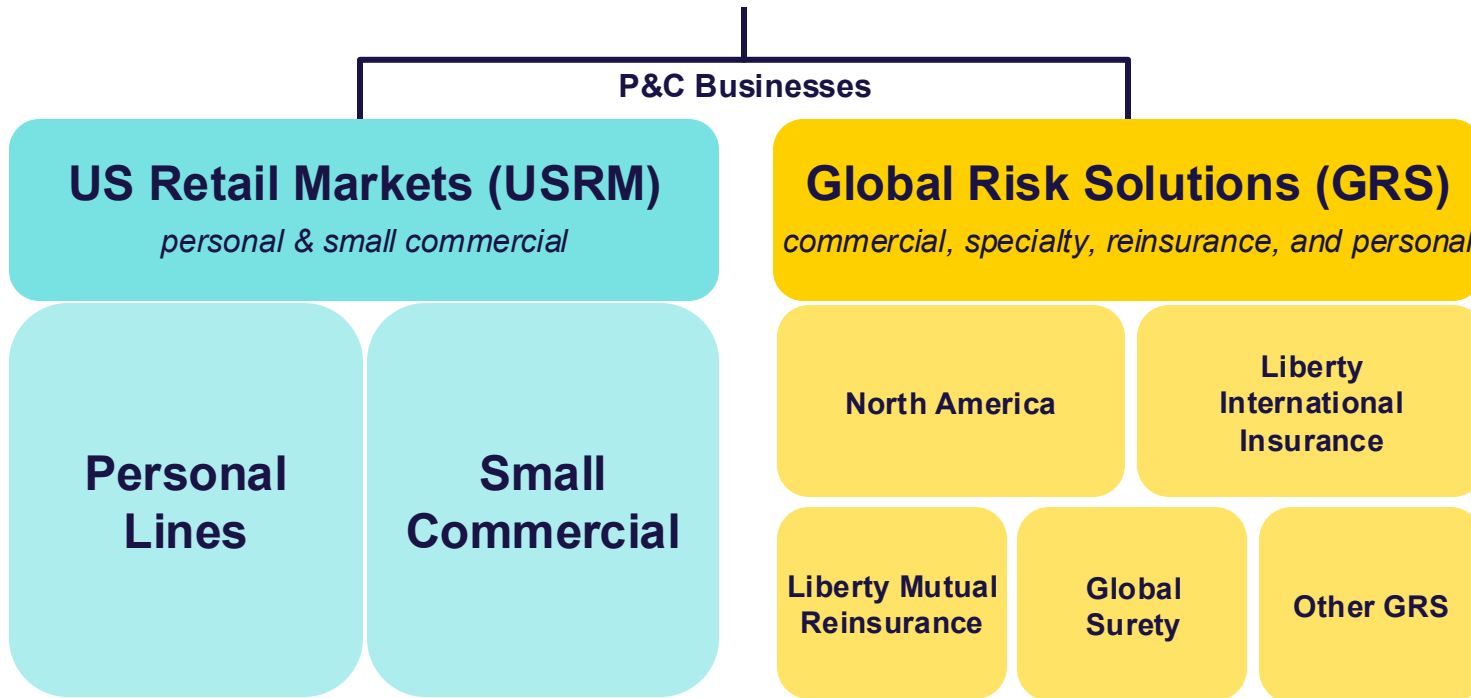 P&C Businesses
US Retail Markets (USRM)
personal & small commercial
Global Risk Solutions (GRS)
commercial, specialty, reinsurance, and personal
Personal
Lines
Small
Commercial
North America
Liberty
International
Insurance
Liberty Mutual
Reinsurance
Global
Surety
Other GRS